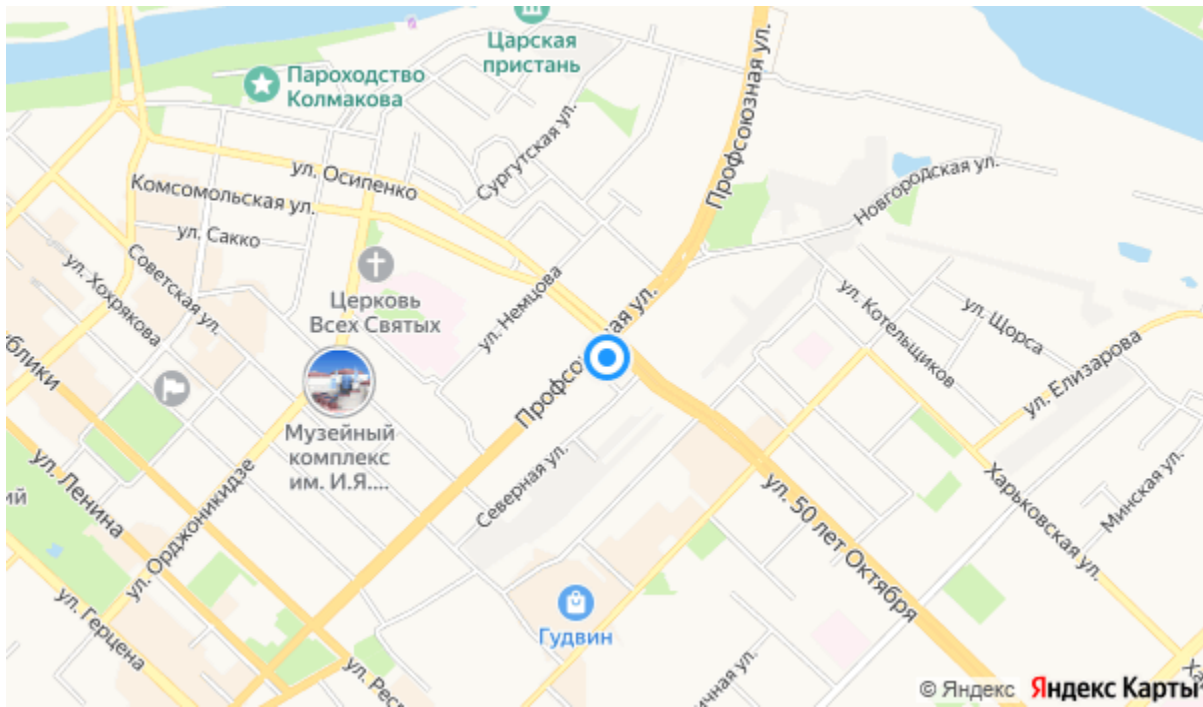 Царская
пристань
Пароходство
Колмакова
Профсоюзная ул.
Сургутская ул.
ул. Осипенко
Комсомольская ул.
Новгородская ул.
ул. Сакко
Советская ул.
ул. Хохрякова
Церковь
Всех Святых
ул. Немцова
ул. Котельщиков
ул. Щорса
ул. Елизарова
Музейный
комплекс
им. И.Я....
Северная ул.
ул. Ленина
ул. Орджоникидзе
ул. 50 лет Октября
Харьковская ул.
Минская ул.
ул. Герцена
Гудвин
© Яндекс Яндекс Карты